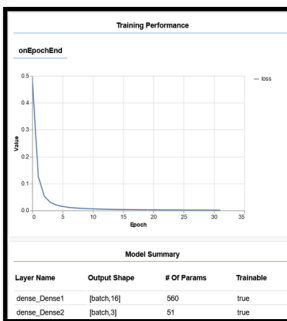 Training Performance
onEpochEnd
0.5
0.4
0.3
0.2
0.1
0.0
0 5 10 15 20 25 30 35
Value
Epoch
loss
Model Summary
Layer Name Output Shape # Of Params Trainable
dense_Dense1 [batch,16] 560 true
dense_Dense2 [batch,3] 51 true